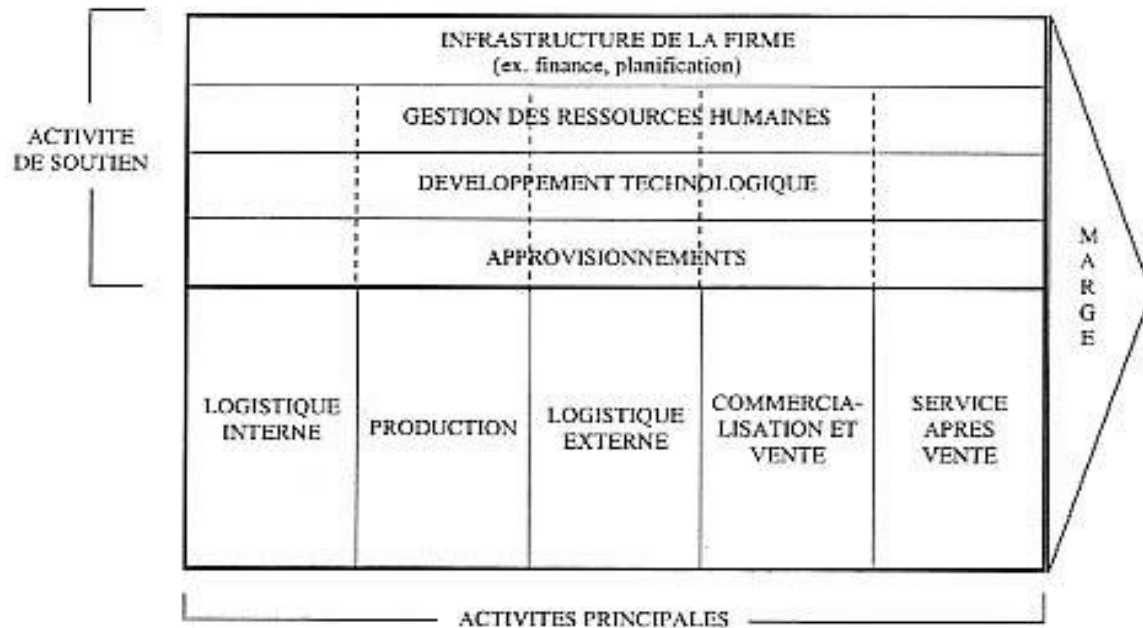 INFRASTRUCTURE DE LA FIRME
(ex. finance, planification)
GESTION DES RESSOURCES HUMAINES
ACTIVITE
DE SOUTIEN
DEVELOPPEMENT TECHNOLOGIQUE
APPROVISIONNEMENTS
MARGE
LOGISTIQUE
INTERNE
PRODUCTION
LOGISTIQUE
EXTERNE
COMMERCIA-
LISATION ET
VENTE
SERVICE
APRES
VENTE
ACTIVITES PRINCIPALES